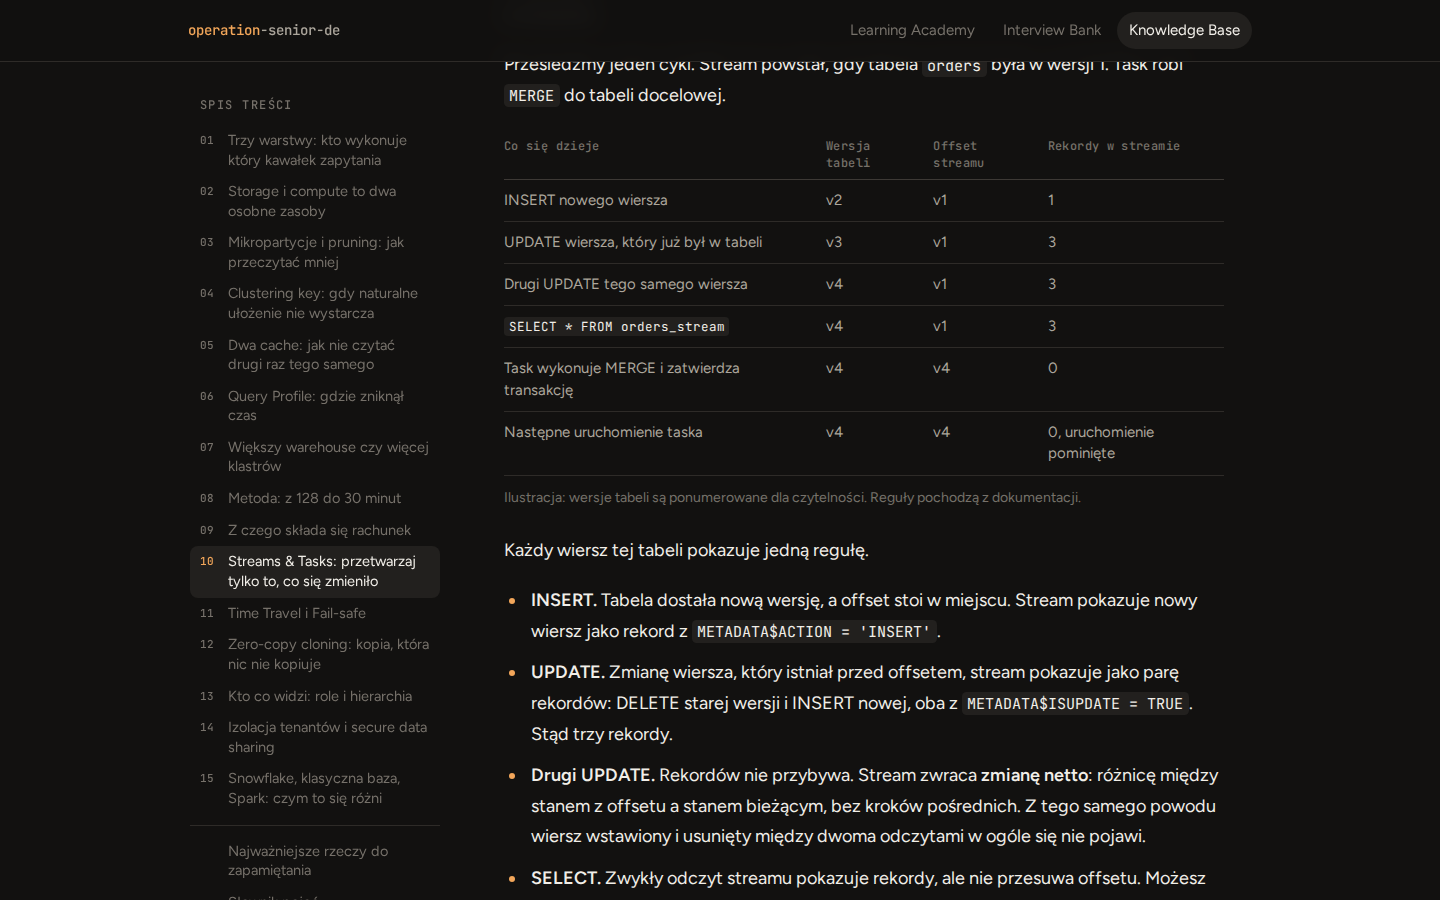 operation-senior-de
Learning Academy
Interview Bank
Knowledge Base
SPIS TREŚCI
01 Trzy warstwy: kto wykonuje
który kawałek zapytania
02 Storage i compute to dwa
osobne zasoby
03 Mikropartycje i pruning: jak
przeczytać mniej
04 Clustering key: gdy naturalne
ułożenie nie wystarcza
05 Dwa cache: jak nie czytać
drugi raz tego samego
06 Query Profile: gdzie zniknął
czas
07 Większy warehouse czy więcej
klastrów
08 Metoda: z 128 do 30 minut
09 Z czego składa się rachunek
10 Streams & Tasks: przetwarzaj
tylko to, co się zmieniło
11 Time Travel i Fail-safe
12 Zero-copy cloning: kopia, która
nic nie kopiuje
13 Kto co widzi: role i hierarchia
14 Izolacja tenantów i secure data
sharing
15 Snowflake, klasyczna baza,
Spark: czym to się różni
Najważniejsze rzeczy do
zapamiętania
Prześledźmy jeden cykl. Stream powstał, gdy tabela orders była w wersji 1. Task robi
MERGE do tabeli docelowej.
Co się dzieje | Wersja tabeli | Offset streamu | Rekordy w streamie
INSERT nowego wiersza | v2 | v1 | 1
UPDATE wiersza, który już był w tabeli | v3 | v1 | 3
Drugi UPDATE tego samego wiersza | v4 | v1 | 3
SELECT * FROM orders_stream | v4 | v1 | 3
Task wykonuje MERGE i zatwierdza transakcję | v4 | v4 | 0
Następne uruchomienie taska | v4 | v4 | 0, uruchomienie pominięte
Ilustracja: wersje tabeli są ponumerowane dla czytelności. Reguły pochodzą z dokumentacji.
Każdy wiersz tej tabeli pokazuje jedną regułę.
• INSERT. Tabela dostała nową wersję, a offset stoi w miejscu. Stream pokazuje nowy
wiersz jako rekord z METADATA$ACTION = 'INSERT'.
• UPDATE. Zmianę wiersza, który istniał przed offsetem, stream pokazuje jako parę
rekordów: DELETE starej wersji i INSERT nowej, oba z METADATA$ISUPDATE = TRUE.
Stąd trzy rekordy.
• Drugi UPDATE. Rekordów nie przybywa. Stream zwraca zmianę netto: różnicę między
stanem z offsetu a stanem bieżącym, bez kroków pośrednich. Z tego samego powodu
wiersz wstawiony i usunięty między dwoma odczytami w ogóle się nie pojawi.
• SELECT. Zwykły odczyt streamu pokazuje rekordy, ale nie przesuwa offsetu. Możesz